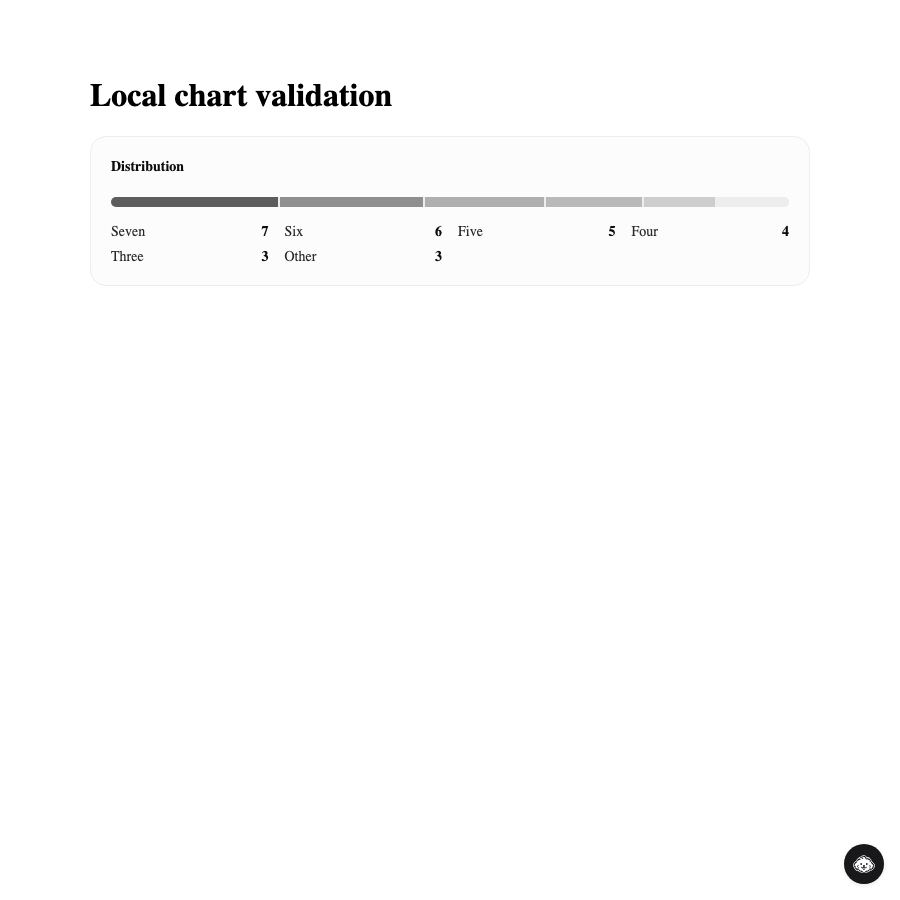 Local chart validation
Distribution
Seven 7 Six 6 Five 5 Four 4
Three 3 Other 3